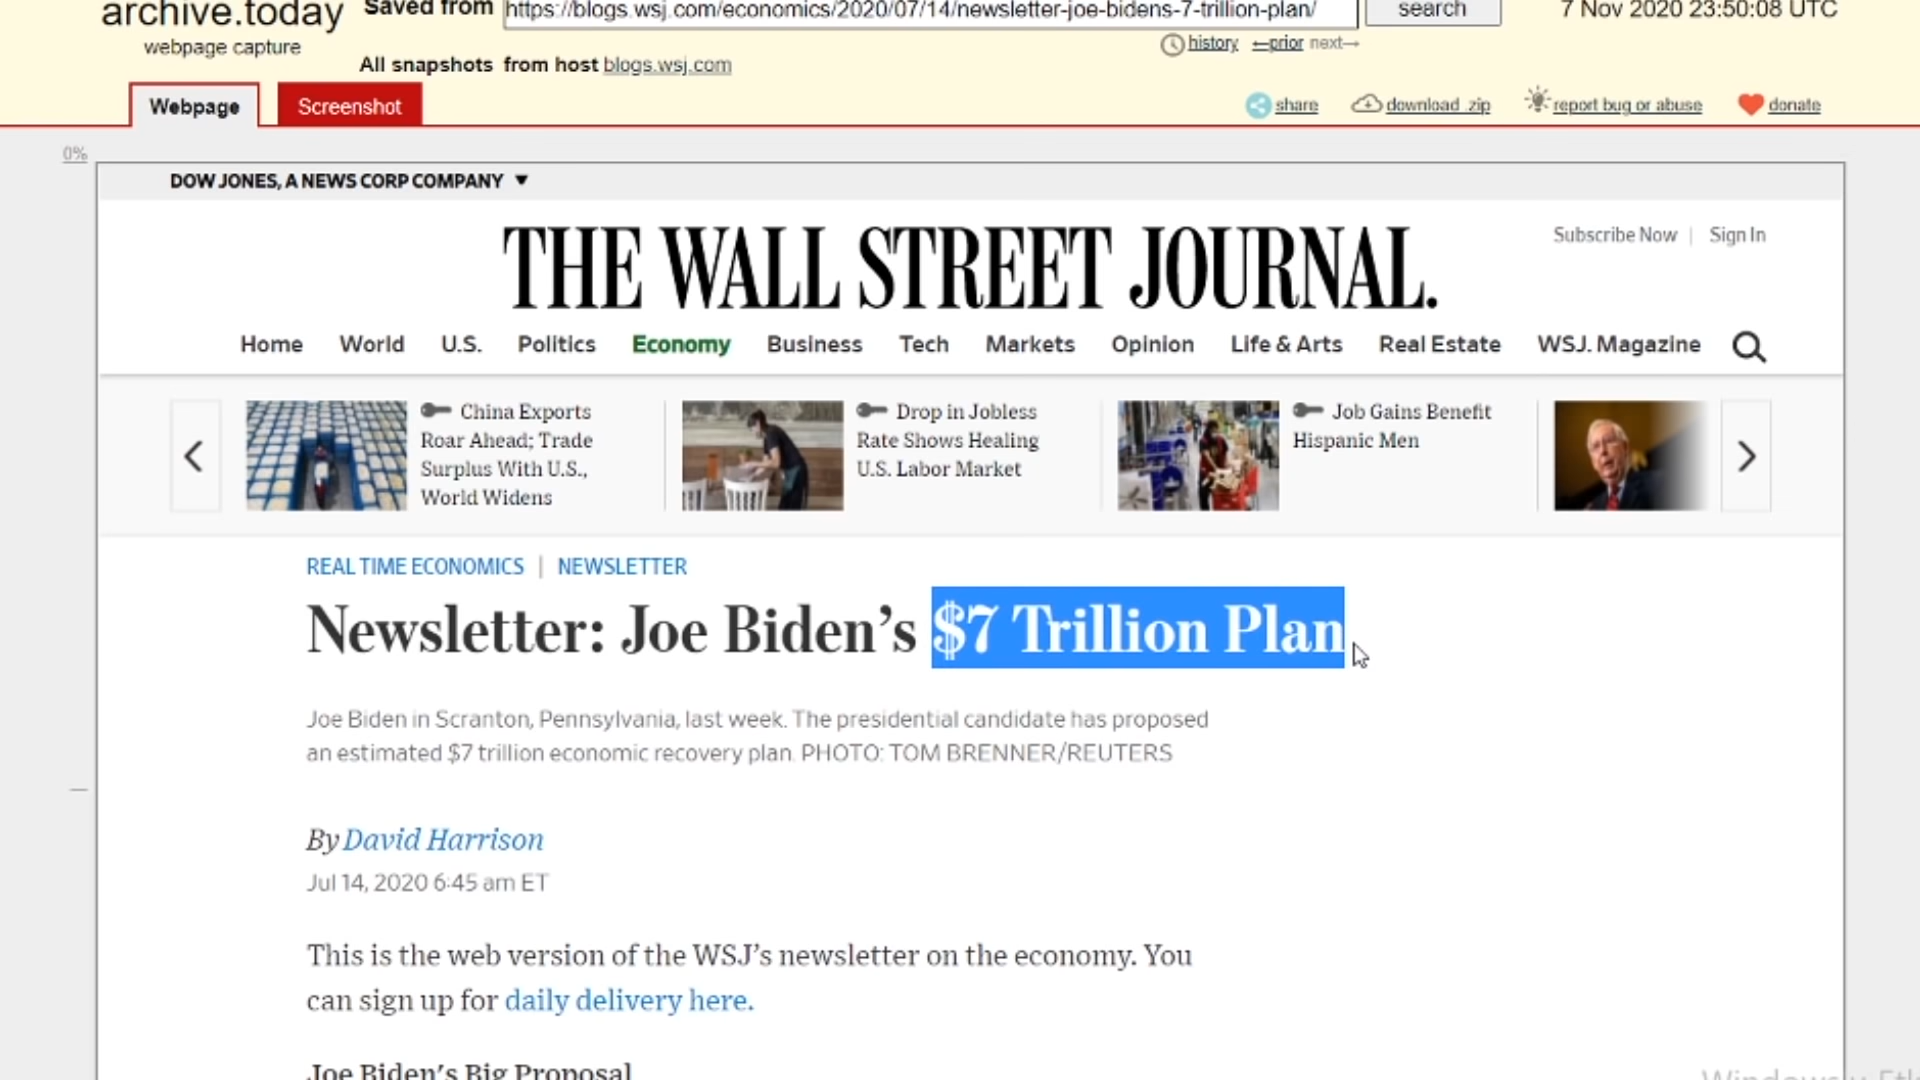 archive.today
webpage capture
Saved from https://blogs.wsj.com/economics/2020/07/14/newsletter-joe-bidens-7-trillion-plan/ search 7 Nov 2020 23:50:08 UTC
history ←prior next→
All snapshots from host blogs.wsj.com
Webpage Screenshot
share download .zip report bug or abuse donate
0%
DOW JONES, A NEWS CORP COMPANY ▼
THE WALL STREET JOURNAL.
Subscribe Now | Sign In
Home World U.S. Politics Economy Business Tech Markets Opinion Life & Arts Real Estate WSJ. Magazine
China Exports
Roar Ahead; Trade
Surplus With U.S.,
World Widens
Drop in Jobless
Rate Shows Healing
U.S. Labor Market
Job Gains Benefit
Hispanic Men
REAL TIME ECONOMICS | NEWSLETTER
Newsletter: Joe Biden’s $7 Trillion Plan
Joe Biden in Scranton, Pennsylvania, last week. The presidential candidate has proposed
an estimated $7 trillion economic recovery plan. PHOTO: TOM BRENNER/REUTERS
By David Harrison
Jul 14, 2020 6:45 am ET
This is the web version of the WSJ’s newsletter on the economy. You
can sign up for daily delivery here.
Joe Biden’s Big Proposal